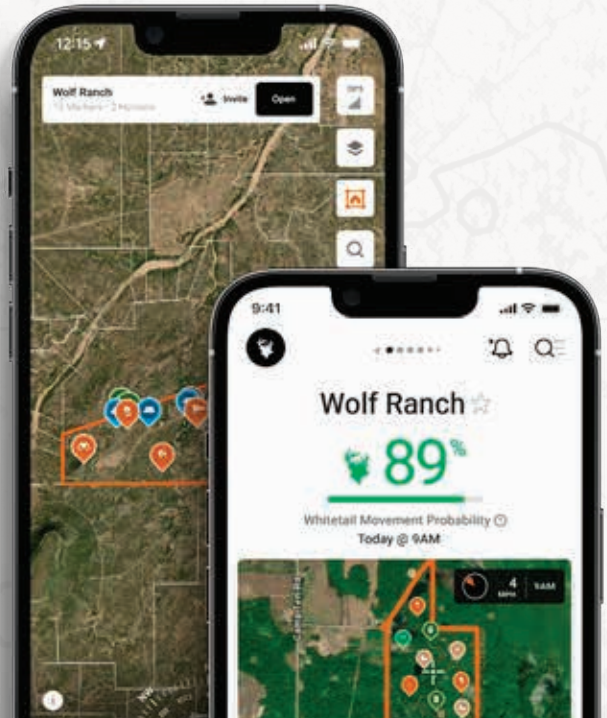 12:15
Wolf Ranch
Invite
Open
GPS
9:41
Wolf Ranch
89%
Whitetail Movement Probability
Today @ 9AM
4
MPH
9AM